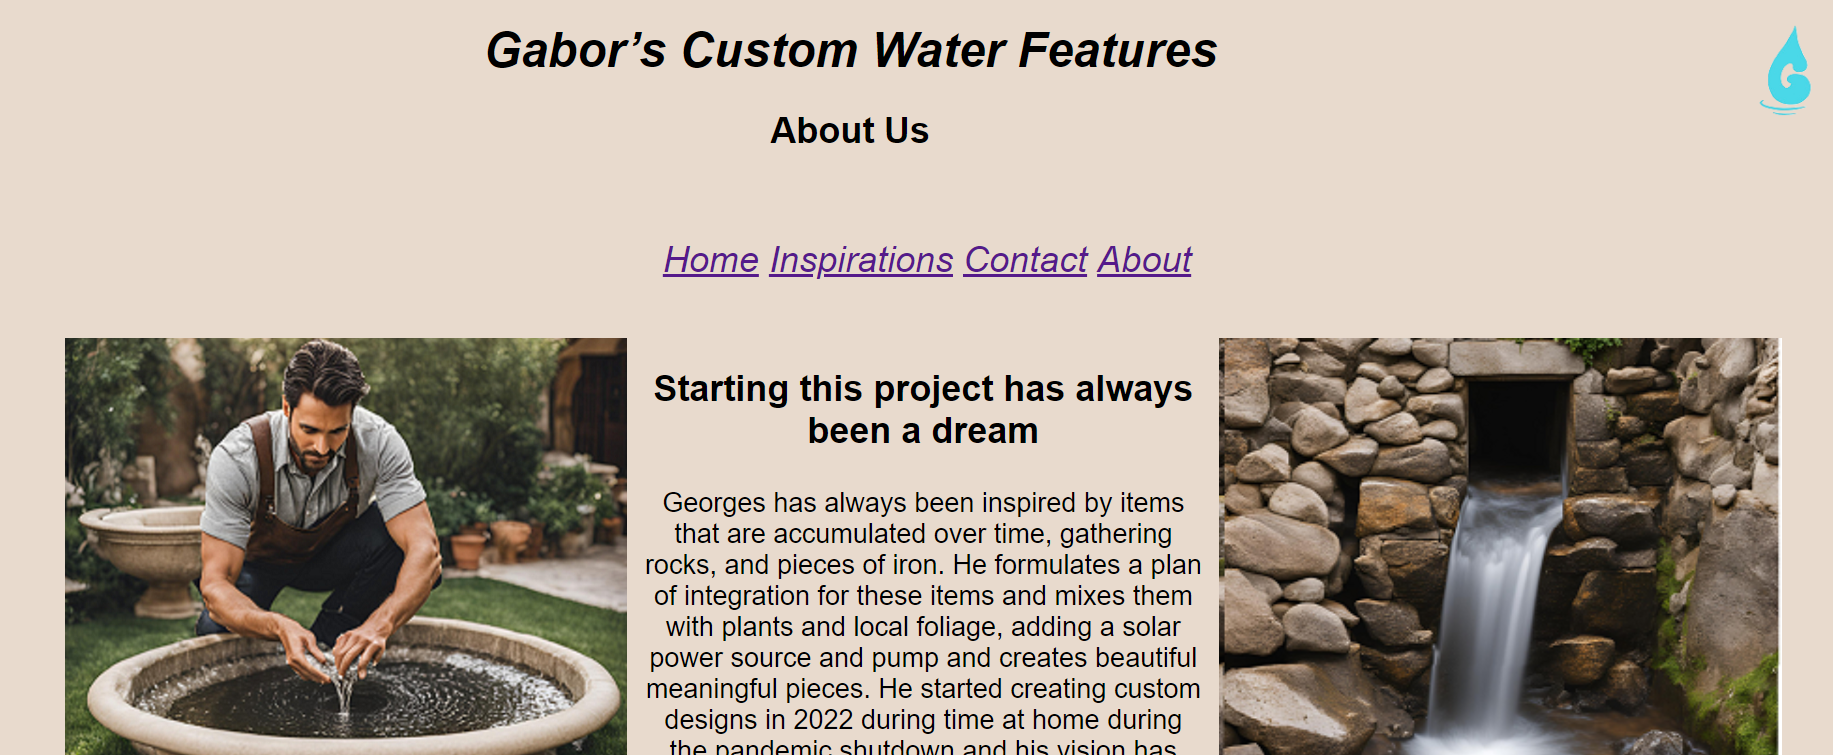 Gabor’s Custom Water Features
About Us
Home Inspirations Contact About
Starting this project has always
been a dream
Georges has always been inspired by items
that are accumulated over time, gathering
rocks, and pieces of iron. He formulates a plan
of integration for these items and mixes them
with plants and local foliage, adding a solar
power source and pump and creates beautiful
meaningful pieces. He started creating custom
designs in 2022 during time at home during
the pandemic shutdown and his vision has
G